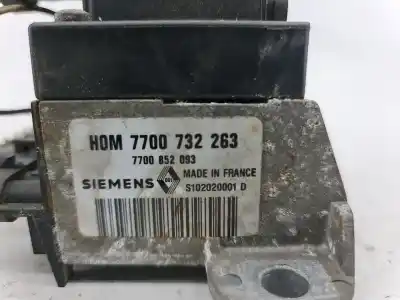 HOM 7700 732 263
7700 852 093
SIEMENS MADE IN FRANCE
S102020001 D